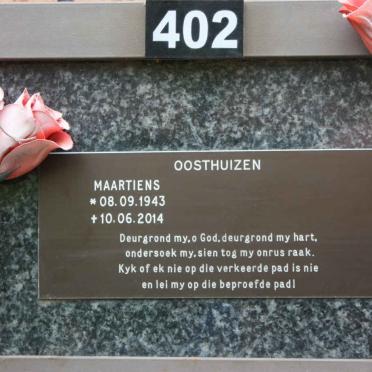 402
OOSTHUIZEN
MAARTIENS
* 08.09.1943
✝ 10.06.2014
Deurgrond my, o God, deurgrond my hart,
ondersoek my, sien tog my onrus raak.
Kyk of ek nie op die verkeerde pad is nie
en lei my op die beproefde pad!